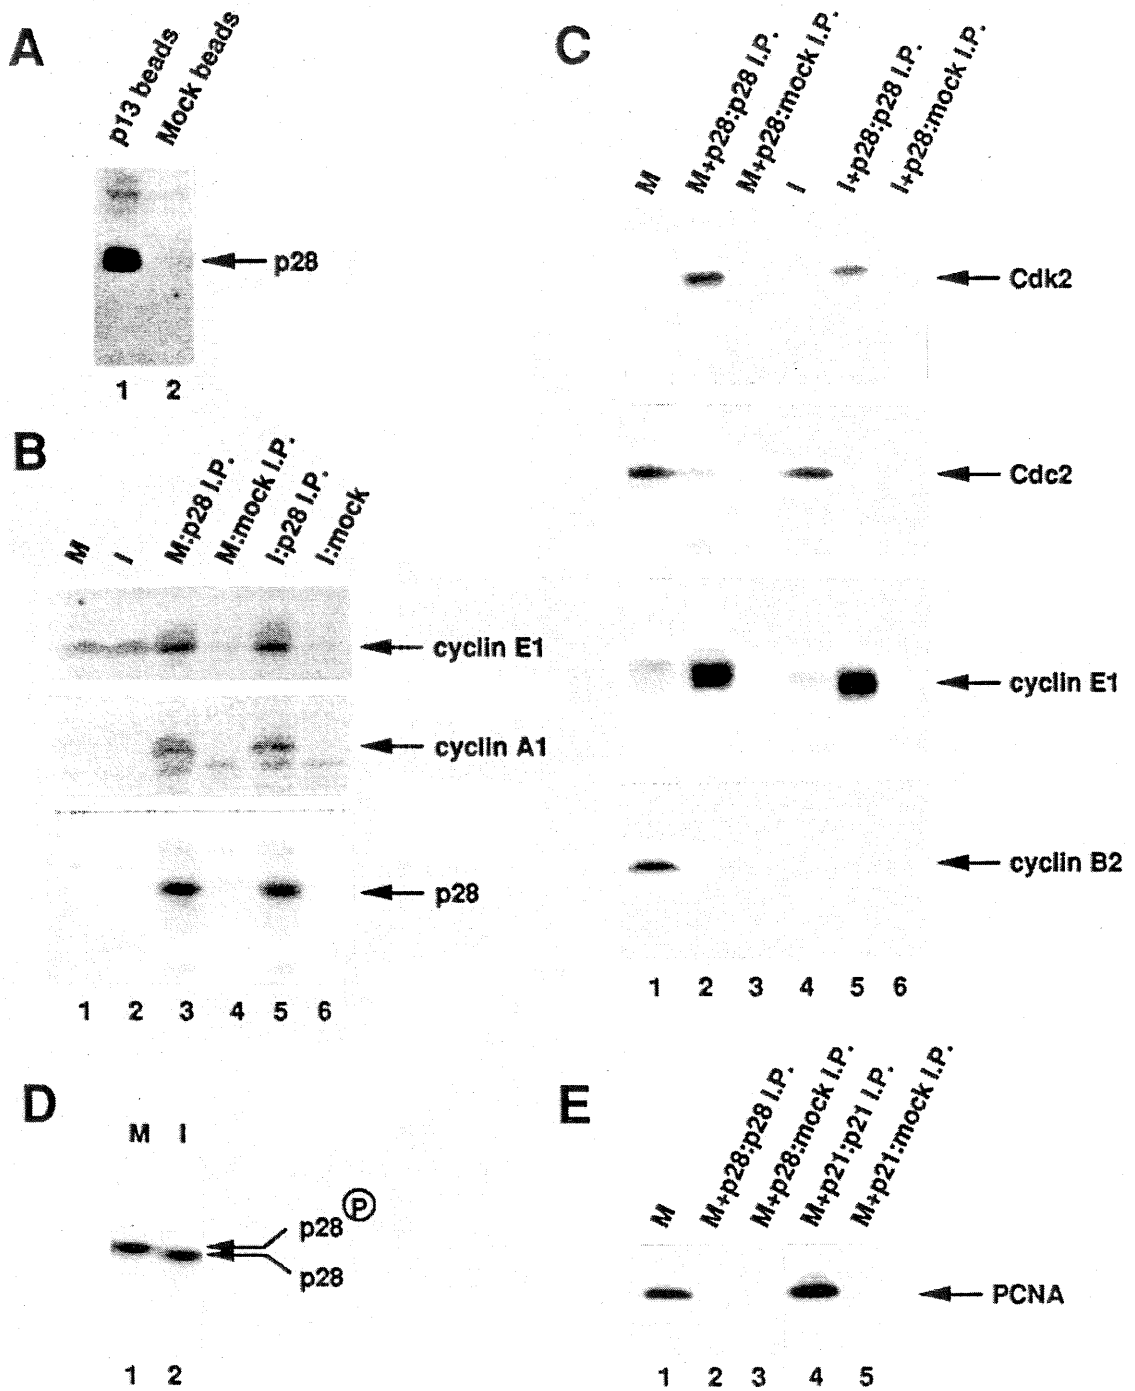 A
p13 beads
Mock beads
p28
1 2
B
M
I
M:p28 I.P.
M:mock I.P.
I:p28 I.P.
I:mock
cyclin E1
cyclin A1
p28
1 2 3 4 5 6
C
M
M+p28:p28 I.P.
M+p28:mock I.P.
I
I+p28:p28 I.P.
I+p28:mock I.P.
Cdk2
Cdc2
cyclin E1
cyclin B2
1 2 3 4 5 6
D
M I
p28 P
p28
1 2
E
M
M+p28:p28 I.P.
M+p28:mock I.P.
M+p21:p21 I.P.
M+p21:mock I.P.
PCNA
1 2 3 4 5